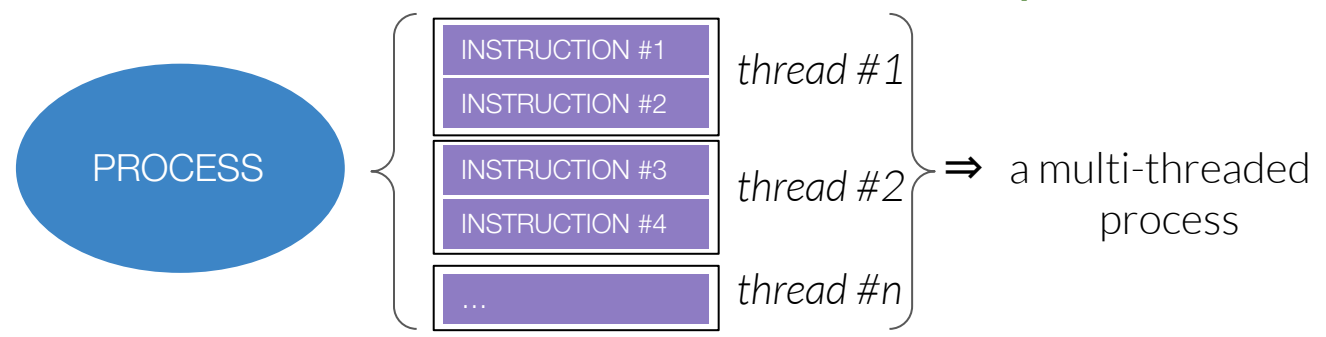 PROCESS
INSTRUCTION #1
INSTRUCTION #2
thread #1
INSTRUCTION #3
INSTRUCTION #4
thread #2
...
thread #n
⇒ a multi-threaded
process